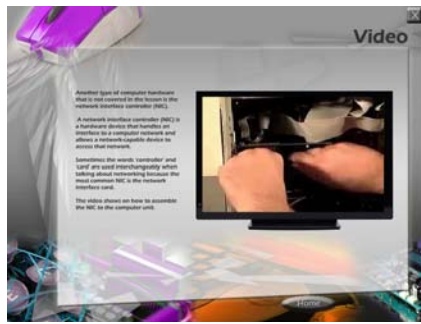 Video
Another type of computer hardware
that is not covered in the lesson is the
network interface controller (NIC).
A network interface controller (NIC) is
a hardware device that handles an
interface to a computer network and
allows a network-capable device to
access that network.
Sometimes the words 'controller' and
'card' are used interchangeably when
talking about networking because the
most common NIC is the network
interface card.
The video shows on how to assemble
the NIC to the computer unit.
Home